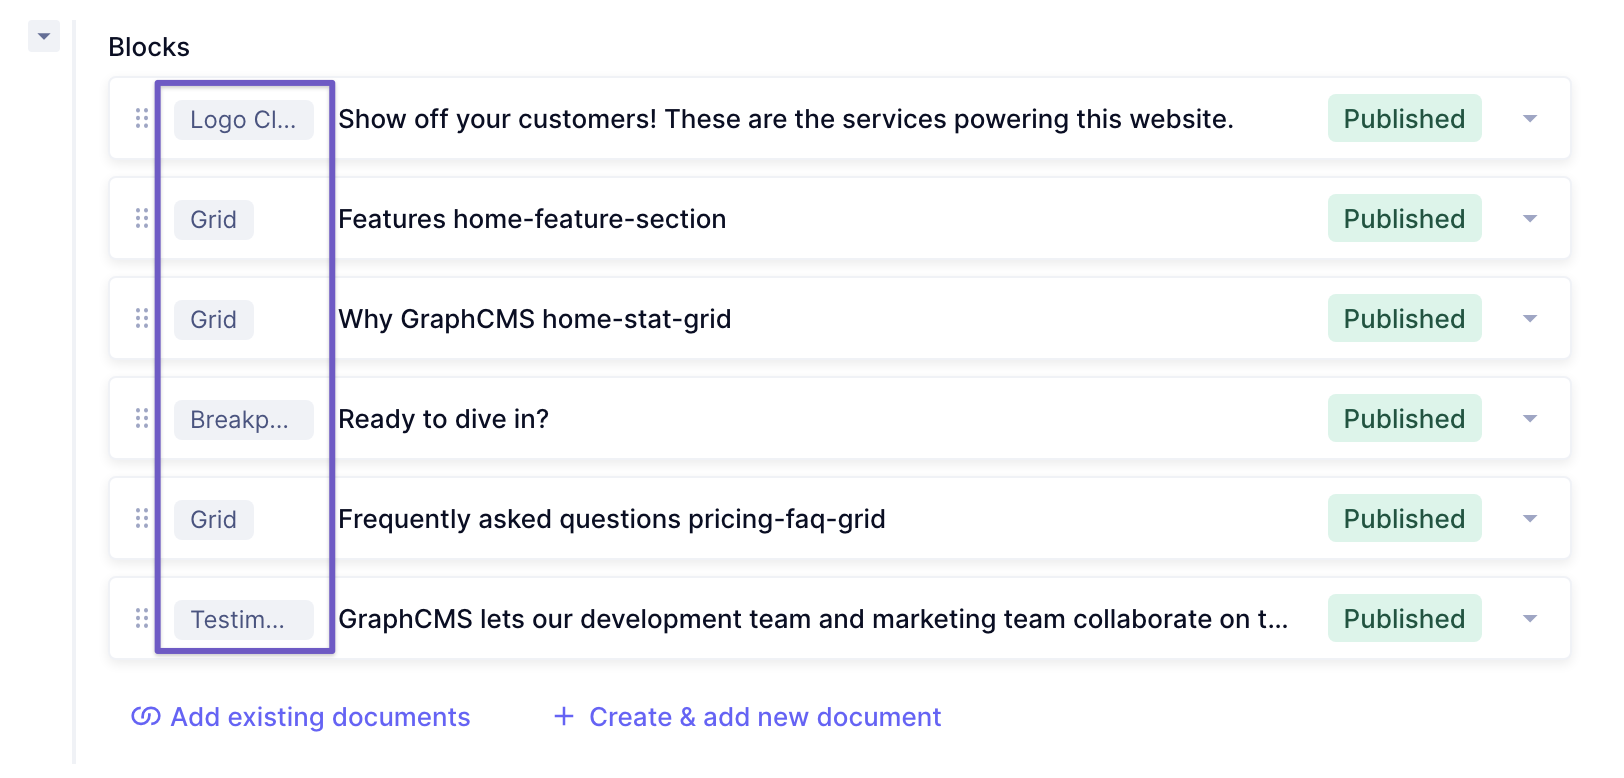 Blocks
Logo Cl... Show off your customers! These are the services powering this website. Published
Grid Features home-feature-section Published
Grid Why GraphCMS home-stat-grid Published
Breakp... Ready to dive in? Published
Grid Frequently asked questions pricing-faq-grid Published
Testim... GraphCMS lets our development team and marketing team collaborate on t... Published
Add existing documents + Create & add new document